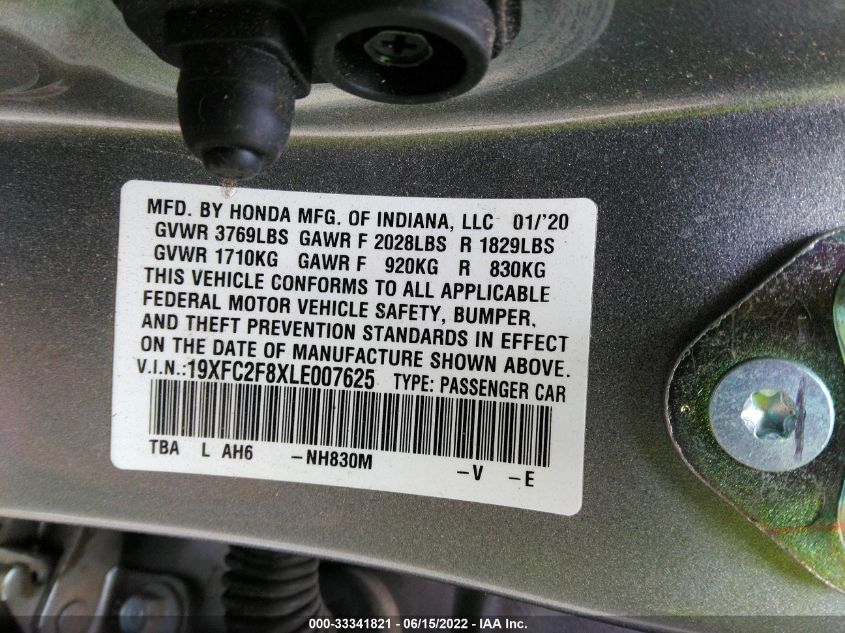 MFD. BY HONDA MFG. OF INDIANA, LLC 01/'20
GVWR 3769LBS GAWR F 2028LBS R 1829LBS
GVWR 1710KG GAWR F 920KG R 830KG
THIS VEHICLE CONFORMS TO ALL APPLICABLE
FEDERAL MOTOR VEHICLE SAFETY, BUMPER,
AND THEFT PREVENTION STANDARDS IN EFFECT
ON THE DATE OF MANUFACTURE SHOWN ABOVE.
V.I.N.:19XFC2F8XLE007625 TYPE: PASSENGER CAR
TBA L AH6 -NH830M -V -E
000-33341821 - 06/15/2022 - IAA Inc.